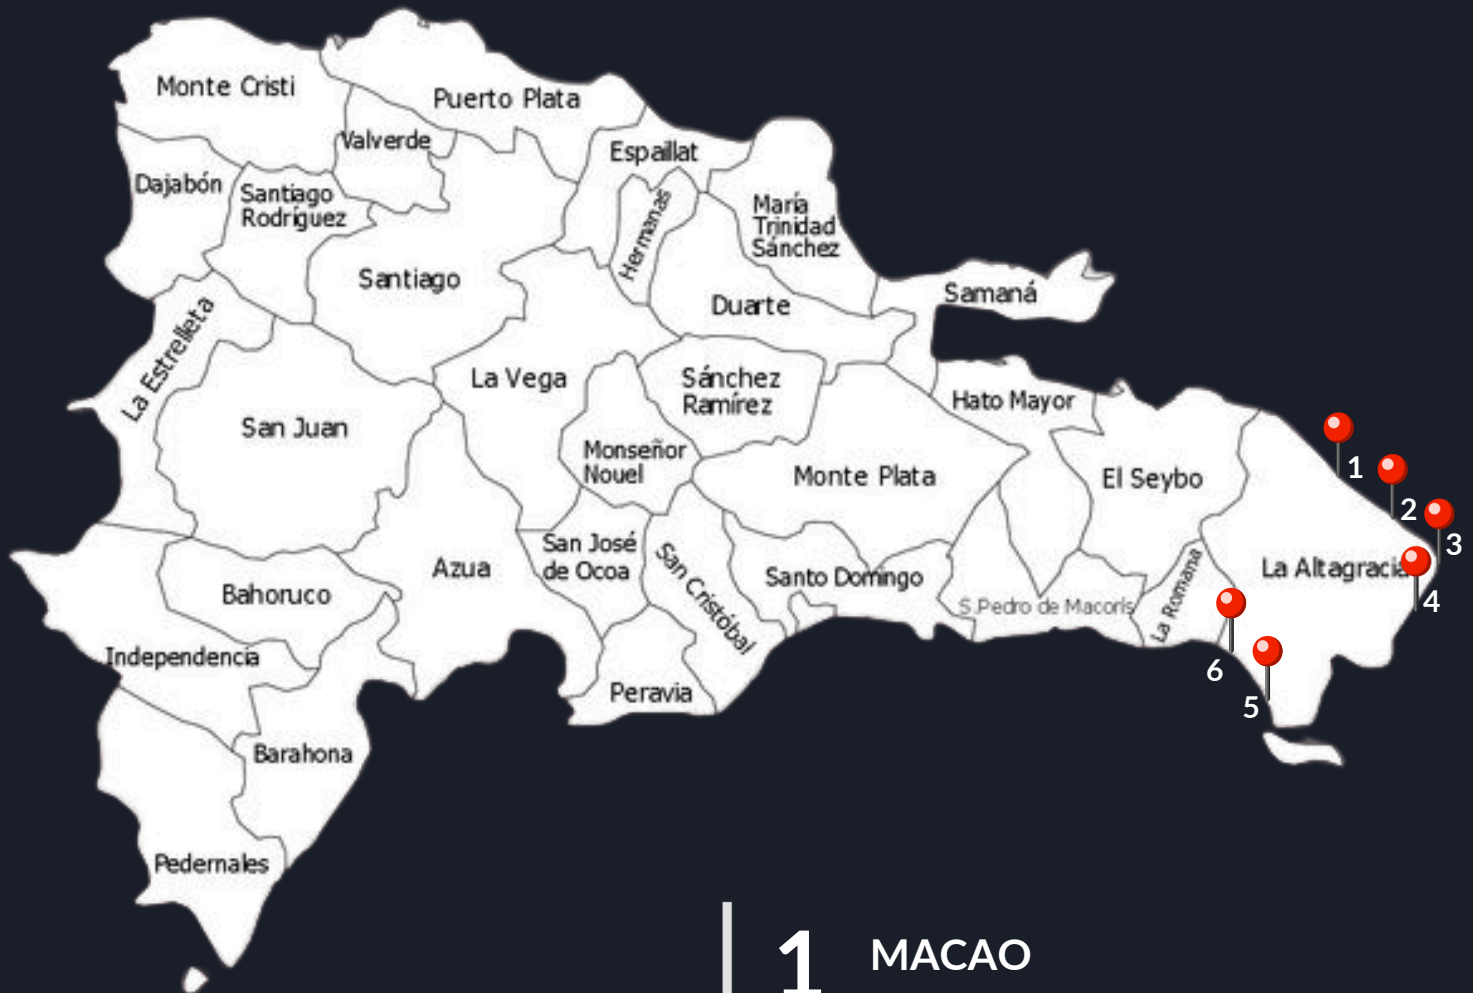 Monte Cristi
Puerto Plata
Valverde
Espaillat
Dajabón
Santiago
Rodríguez
Hermanas
María
Trinidad
Sánchez
Santiago
Duarte
Samaná
La Estrelleta
La Vega
Sánchez
Ramírez
Hato Mayor
San Juan
Monseñor
Nouel
Monte Plata
El Seybo
1
2
3
San José
de Ocoa
San Cristóbal
Azua
Santo Domingo
La Altagracia
Bahoruco
S.Pedro de Macorís
La Romana
4
Independencia
6
Peravia
5
Barahona
Pedernales
1 MACAO